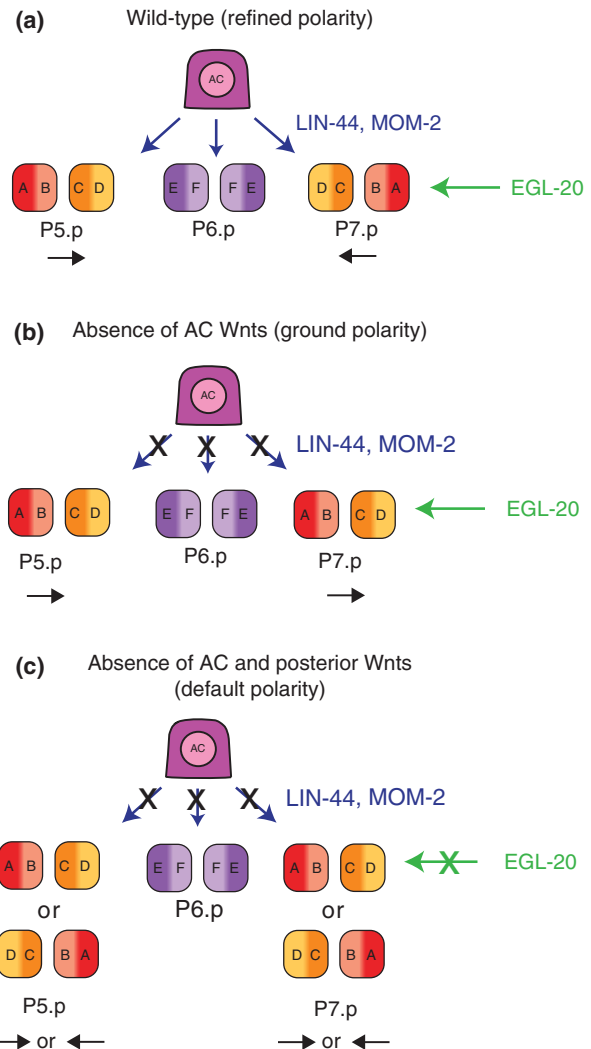 (a) Wild-type (refined polarity)
AC
LIN-44, MOM-2
A B C D E F F E D C B A EGL-20
P5.p P6.p P7.p
(b) Absence of AC Wnts (ground polarity)
AC
X X X LIN-44, MOM-2
A B C D E F F E A B C D EGL-20
P5.p P6.p P7.p
(c) Absence of AC and posterior Wnts
(default polarity)
AC
X X X LIN-44, MOM-2
A B C D E F F E A B C D X EGL-20
or P6.p or
D C B A D C B A
P5.p P7.p
or or